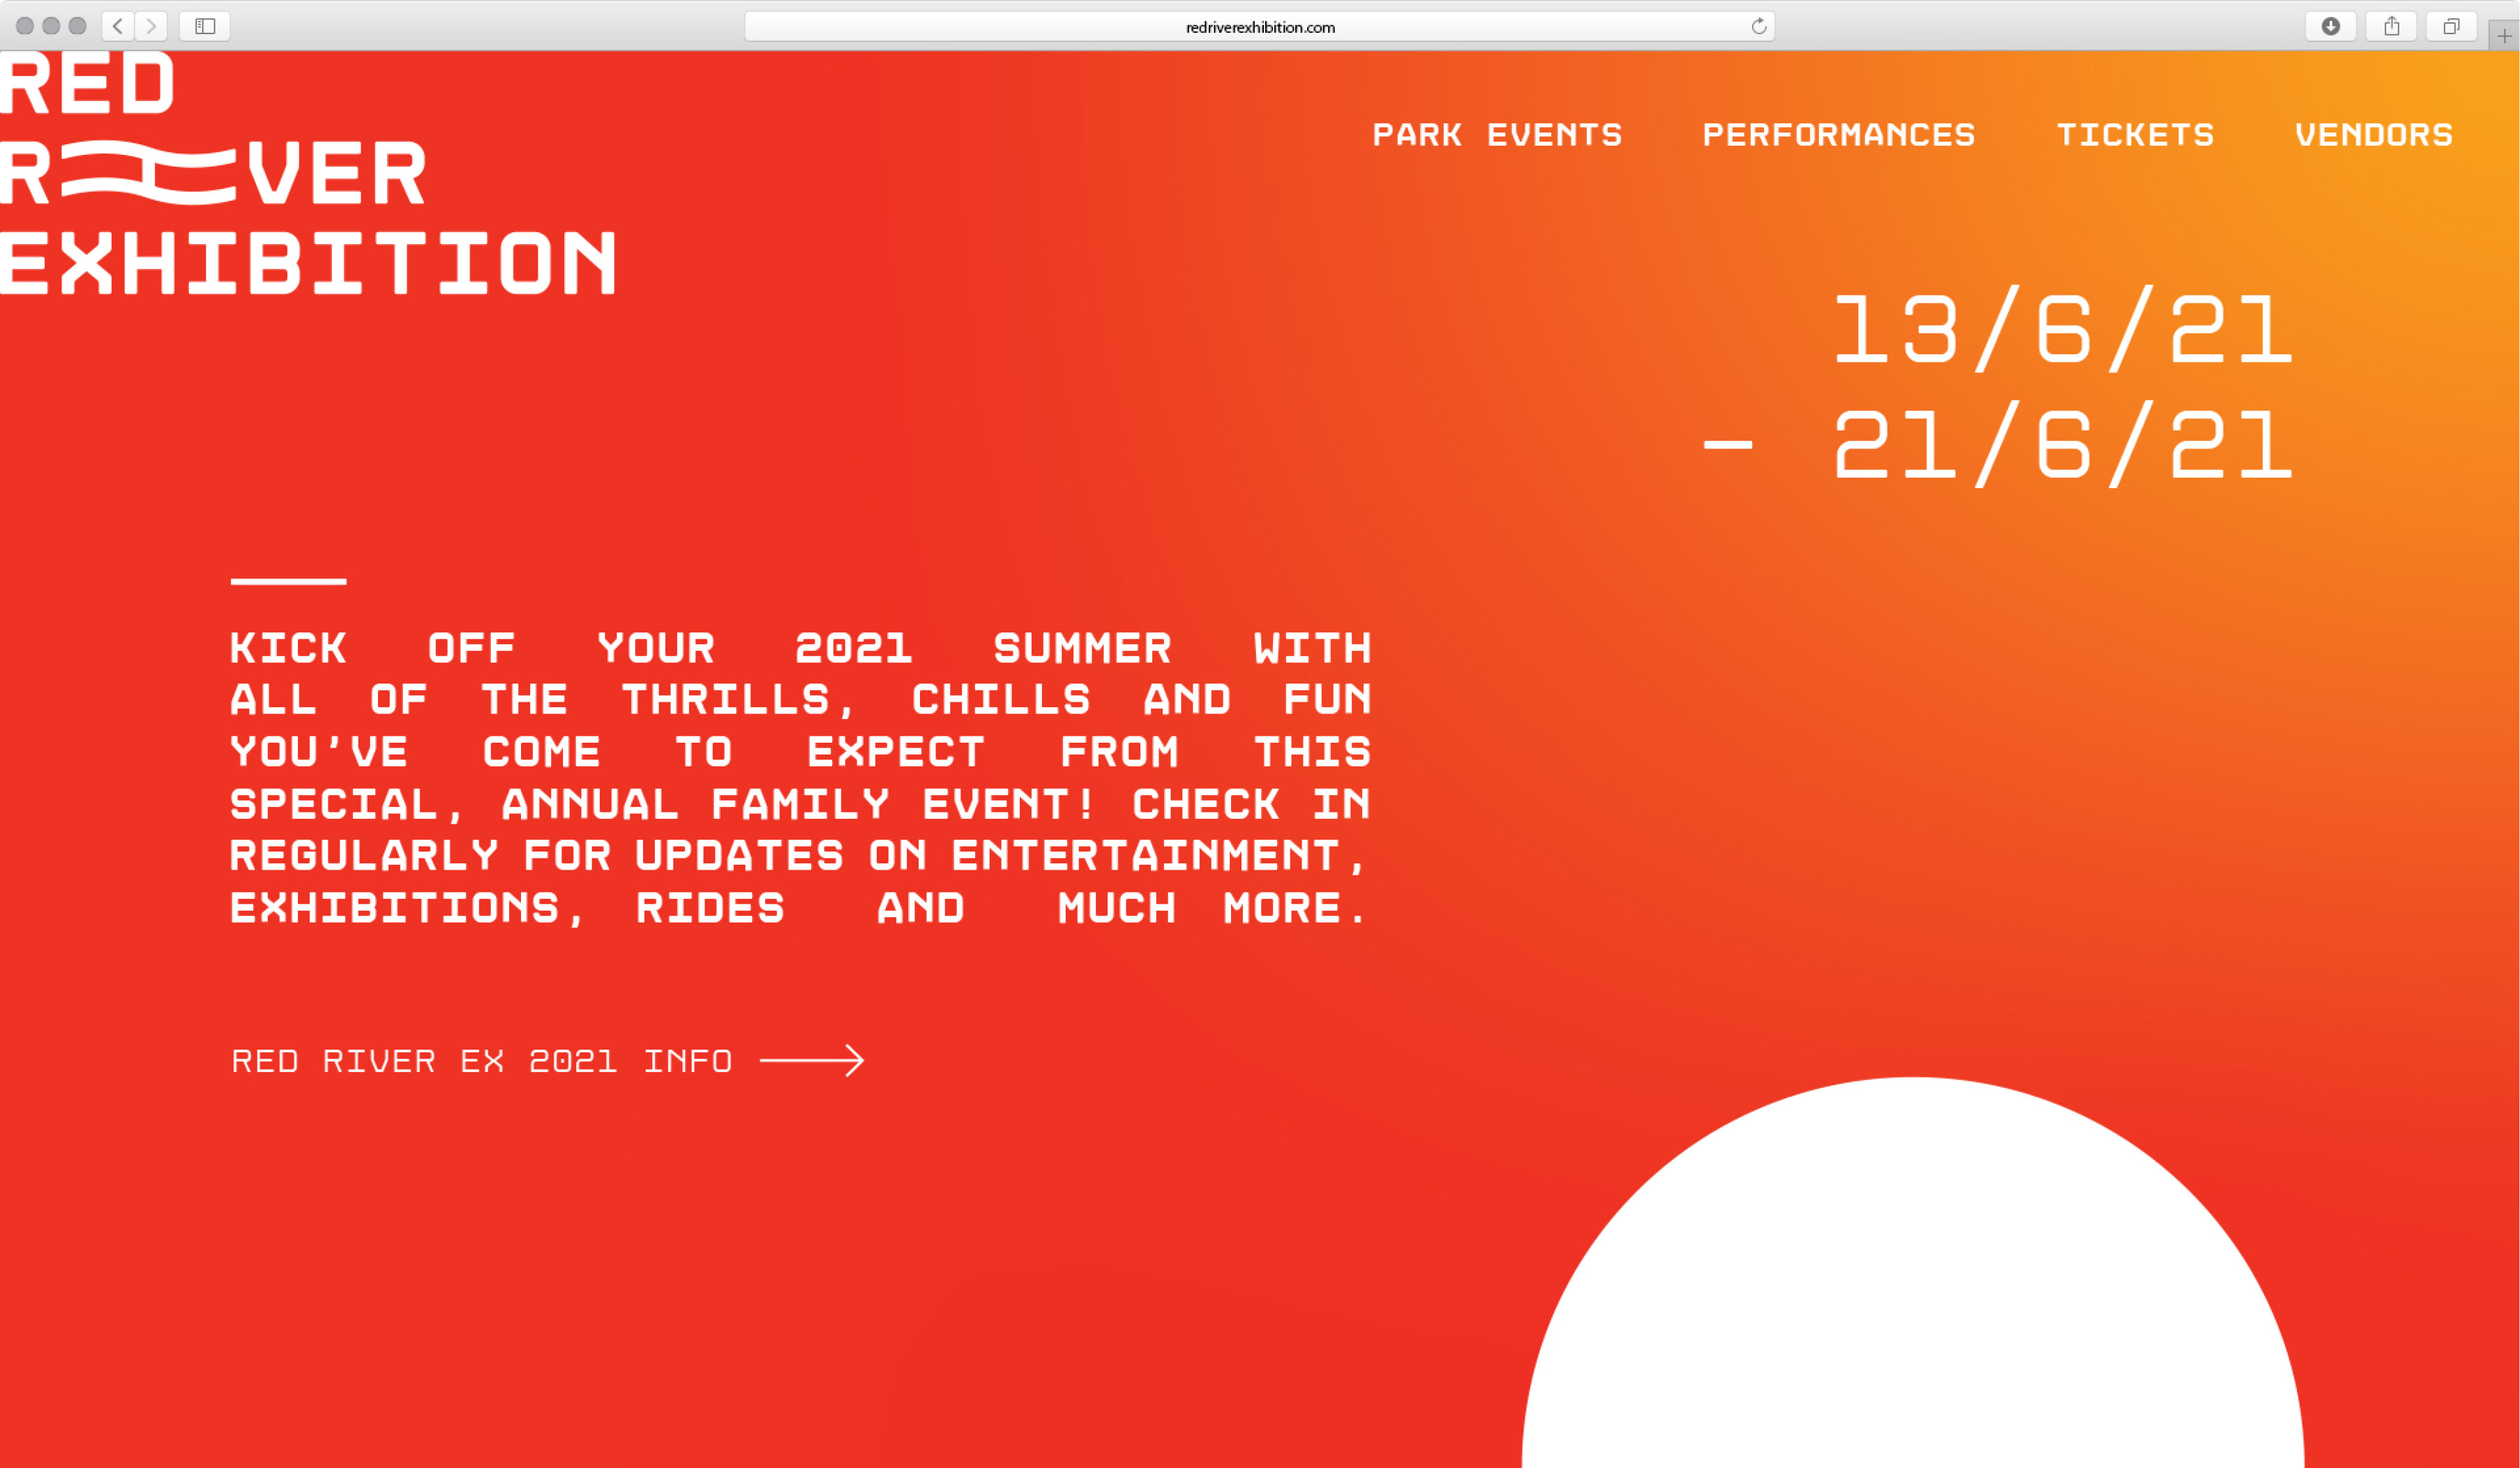 redriverexhibition.com
RED
RIVER
EXHIBITION
PARK EVENTS PERFORMANCES TICKETS VENDORS
13/6/21
– 21/6/21
KICK OFF YOUR 2021 SUMMER WITH
ALL OF THE THRILLS, CHILLS AND FUN
YOU'VE COME TO EXPECT FROM THIS
SPECIAL, ANNUAL FAMILY EVENT! CHECK IN
REGULARLY FOR UPDATES ON ENTERTAINMENT,
EXHIBITIONS, RIDES AND MUCH MORE.
RED RIVER EX 2021 INFO